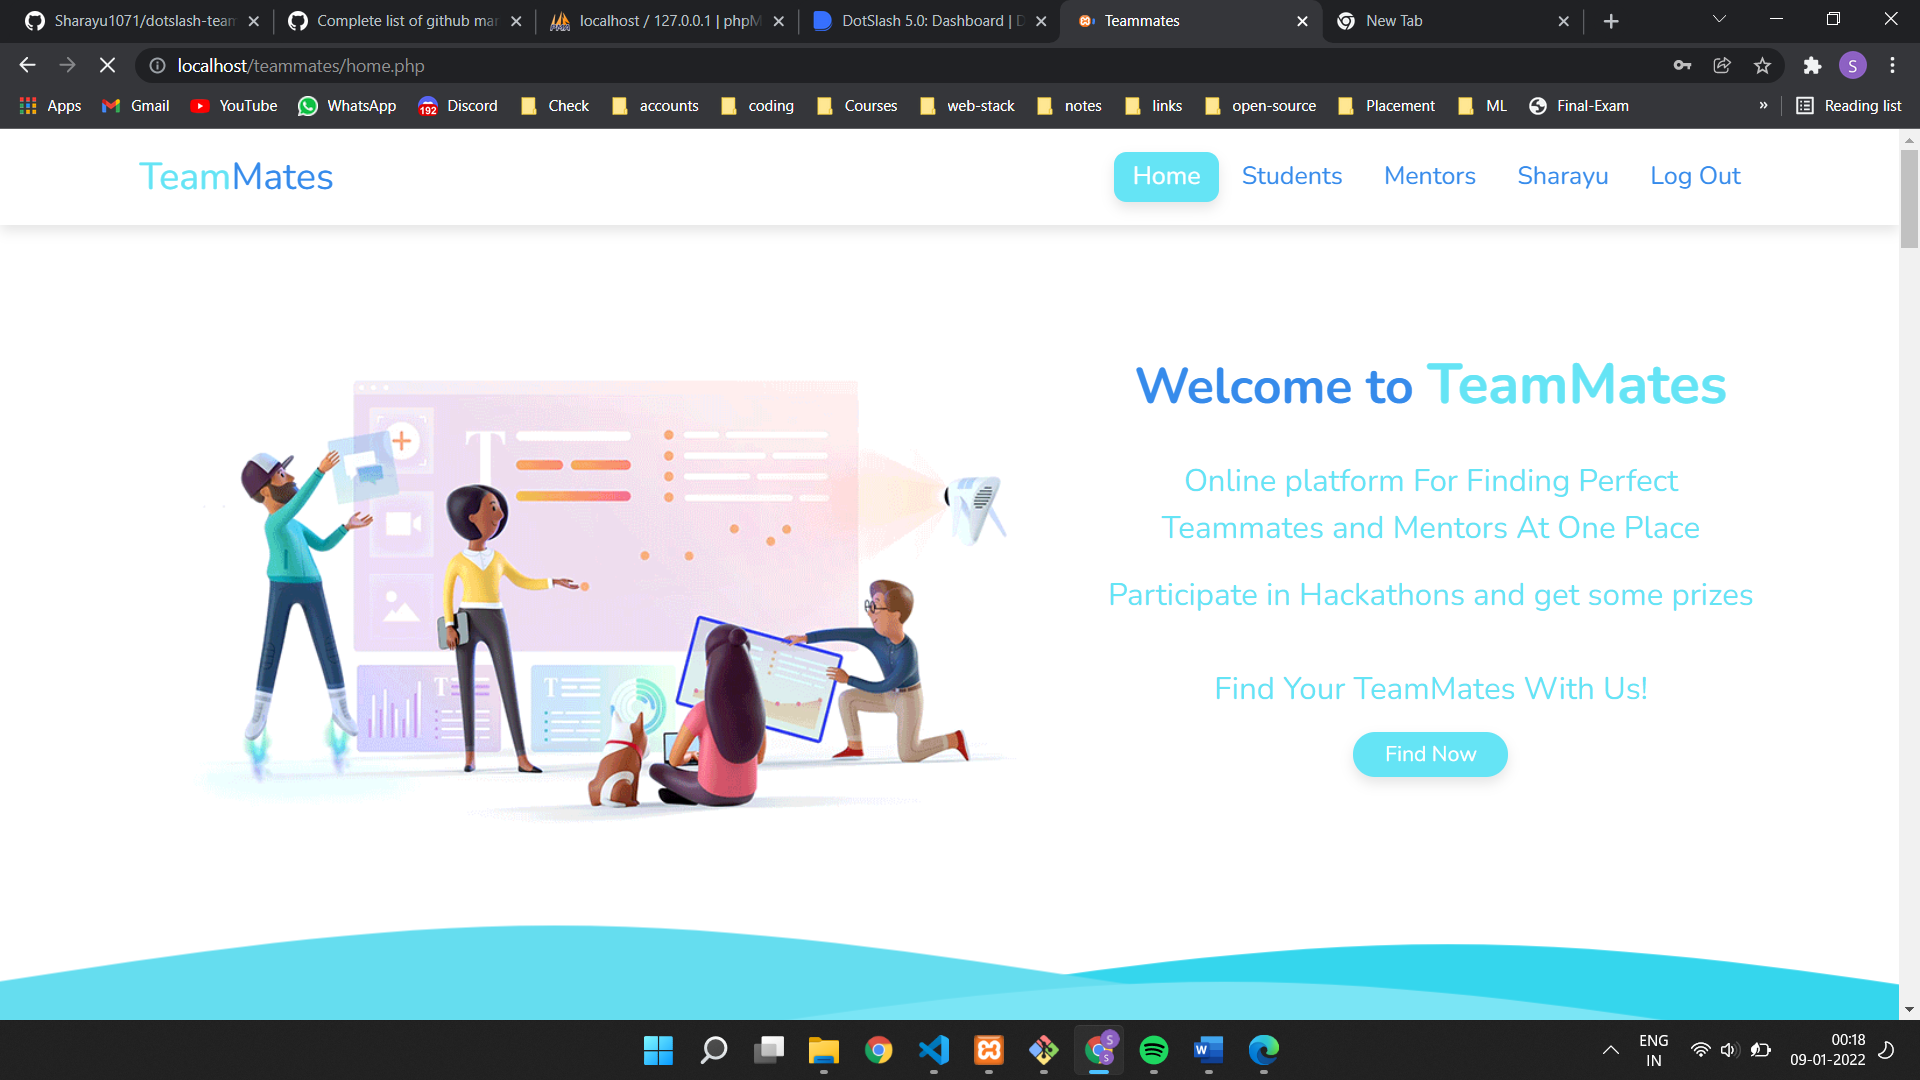 Sharayu1071/dotslash-team
Complete list of github mar
localhost / 127.0.0.1 | phpM
DotSlash 5.0: Dashboard | D
Teammates
New Tab
localhost/teammates/home.php
S
Apps
Gmail
YouTube
WhatsApp
192
Discord
Check
accounts
coding
Courses
web-stack
notes
links
open-source
Placement
ML
Final-Exam
»
Reading list
TeamMates
Home
Students
Mentors
Sharayu
Log Out
Welcome to TeamMates
Online platform For Finding Perfect
Teammates and Mentors At One Place
Participate in Hackathons and get some prizes
Find Your TeamMates With Us!
Find Now
T
T
T
ENG
IN
00:18
09-01-2022